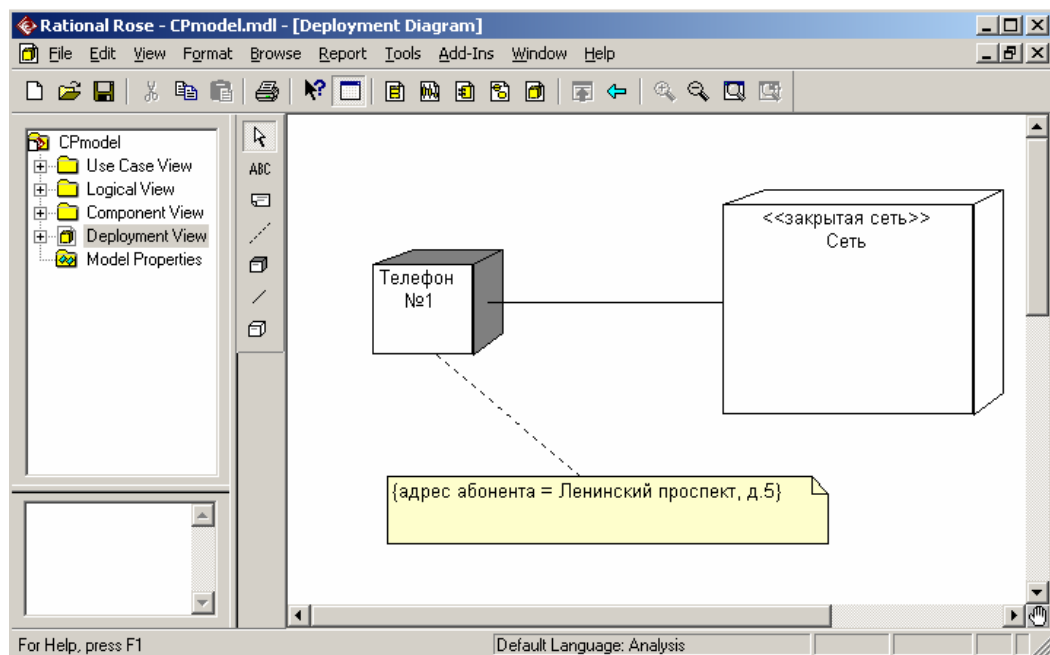 Rational Rose - CPmodel.mdl - [Deployment Diagram]
File Edit View Format Browse Report Tools Add-Ins Window Help
CPmodel
Use Case View
Logical View
Component View
Deployment View
Model Properties
ABC
Телефон
№1
<<закрытая сеть>>
Сеть
{адрес абонента = Ленинский проспект, д.5}
For Help, press F1
Default Language: Analysis